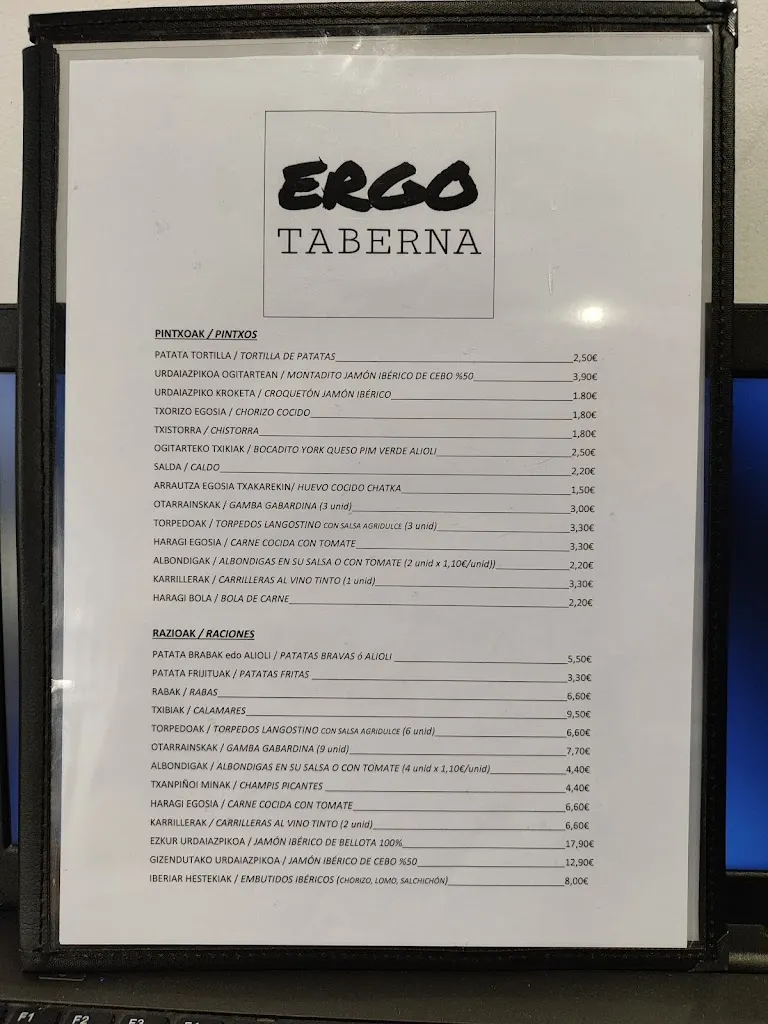 ERGO
TABERNA
PINTXOAK / PINTXOS
PATATA TORTILLA / TORTILLA DE PATATAS 2,50€
URDAIAZPIKOA OGITARTEAN / MONTADITO JAMÓN IBÉRICO DE CEBO %50 3,90€
URDAIAZPIKO KROKETA / CROQUETÓN JAMÓN IBÉRICO 1.80€
TXORIZO EGOSIA / CHORIZO COCIDO 1,80€
TXISTORRA / CHISTORRA 1,80€
OGITARTEKO TXIKIAK / BOCADITO YORK QUESO PIM VERDE ALIOLI 2,50€
SALDA / CALDO 2,20€
ARRAUTZA EGOSIA TXAKAREKIN/ HUEVO COCIDO CHATKA 1,50€
OTARRAINSKAK / GAMBA GABARDINA (3 unid) 3,00€
TORPEDOAK / TORPEDOS LANGOSTINO CON SALSA AGRIDULCE (3 unid) 3,30€
HARAGI EGOSIA / CARNE COCIDA CON TOMATE 3,30€
ALBONDIGAK / ALBONDIGAS EN SU SALSA O CON TOMATE (2 unid x 1,10€/unid)) 2,20€
KARRILLERAK / CARRILLERAS AL VINO TINTO (1 unid) 3,30€
HARAGI BOLA / BOLA DE CARNE 2,20€
RAZIOAK / RACIONES
PATATA BRABAK edo ALIOLI / PATATAS BRAVAS ó ALIOLI 5,50€
PATATA FRIJITUAK / PATATAS FRITAS 3,30€
RABAK / RABAS 6,60€
TXIBIAK / CALAMARES 9,50€
TORPEDOAK / TORPEDOS LANGOSTINO CON SALSA AGRIDULCE (6 unid) 6,60€
OTARRAINSKAK / GAMBA GABARDINA (9 unid) 7,70€
ALBONDIGAK / ALBONDIGAS EN SU SALSA O CON TOMATE (4 unid x 1,10€/unid) 4,40€
TXANPIÑOI MINAK / CHAMPIS PICANTES 4,40€
HARAGI EGOSIA / CARNE COCIDA CON TOMATE 6,60€
KARRILLERAK / CARRILLERAS AL VINO TINTO (2 unid) 6,60€
EZKUR URDAIAZPIKOA / JAMÓN IBÉRICO DE BELLOTA 100% 17,90€
GIZENDUTAKO URDAIAZPIKOA / JAMÓN IBÉRICO DE CEBO %50 12,90€
IBERIAR HESTEKIAK / EMBUTIDOS IBÉRICOS (CHORIZO, LOMO, SALCHICHÓN) 8,00€
F1 F2 F3